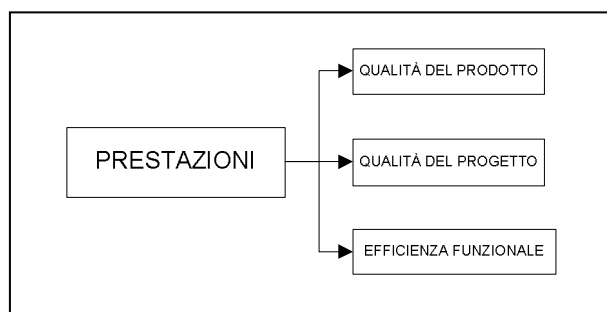 PRESTAZIONI
QUALITÀ DEL PRODOTTO
QUALITÀ DEL PROGETTO
EFFICIENZA FUNZIONALE